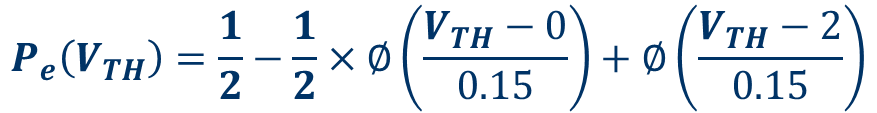 P_e(V_TH) = 1/2 − 1/2 × ∅((V_TH − 0)/0.15) + ∅((V_TH − 2)/0.15)